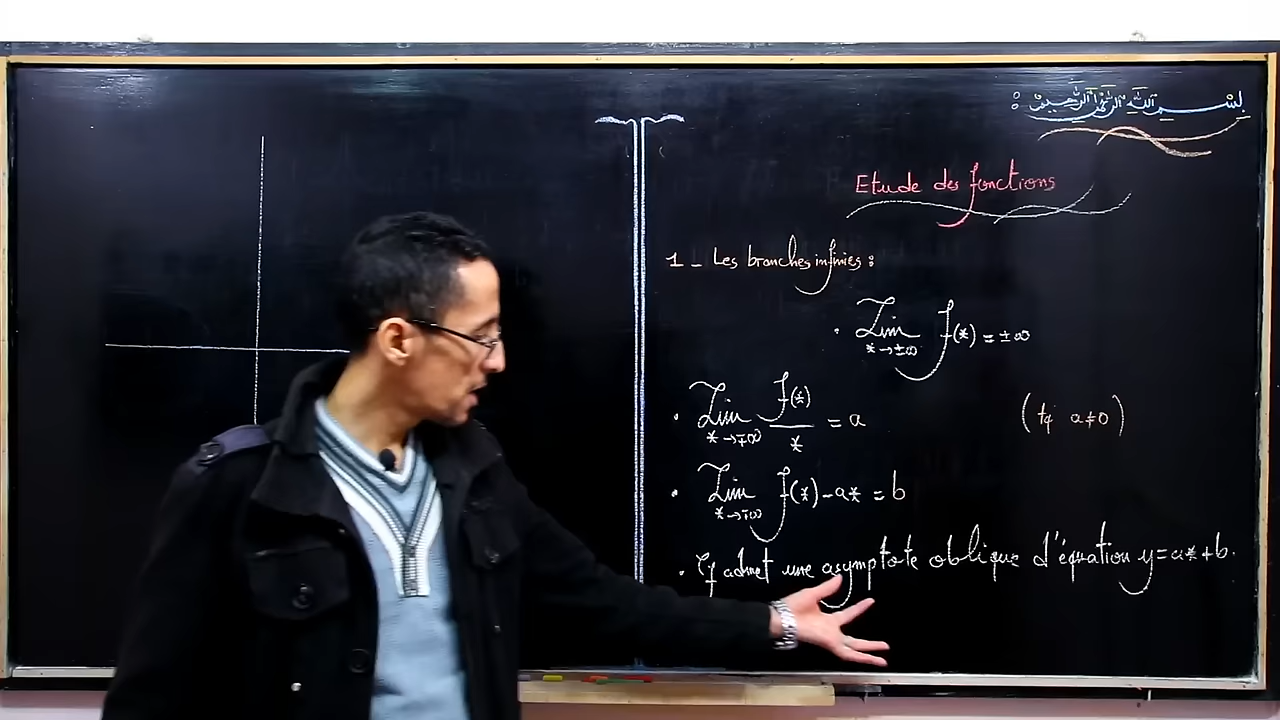 بسم الله الرحمن الرحيم :
Etude des fonctions
1 - Les branches infinies :
• Lim x→±∞ f(x) = ±∞
• Lim x→∓∞ f(x)/x = a (tq a≠0)
• Lim x→∓∞ f(x)-ax = b
• Cf admet une asymptote oblique d'équation y=ax+b.